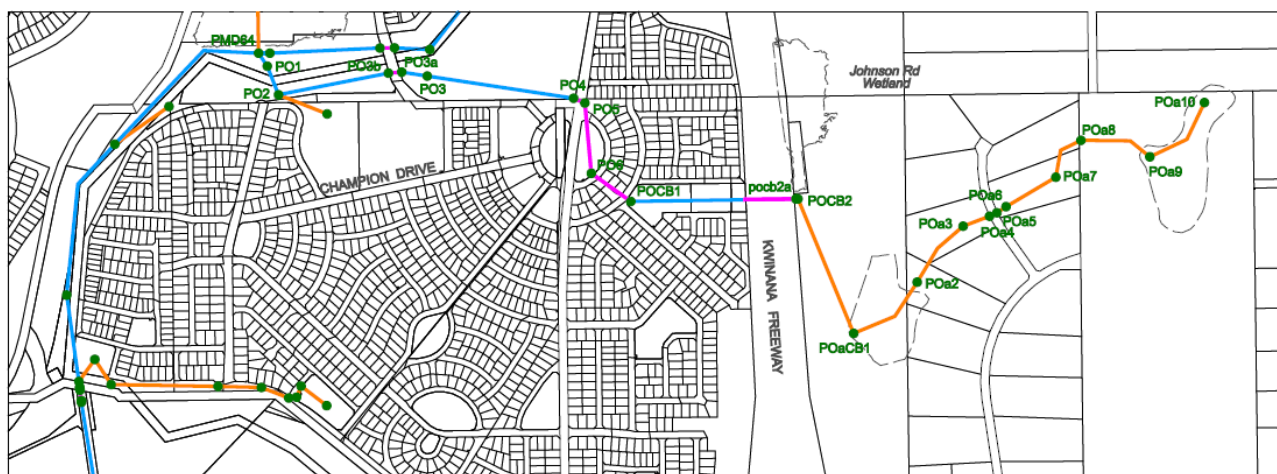 PMD64
PO1
PO3b
PO3a
PO3
PO2
PO4
PO5
Johnson Rd
Wetland
POa10
POa8
POa9
PO6
CHAMPION DRIVE
POCB1
pocb2a
POCB2
POa7
POa6
POa5
POa3
POa4
KWINANA FREEWAY
POa2
POaCB1